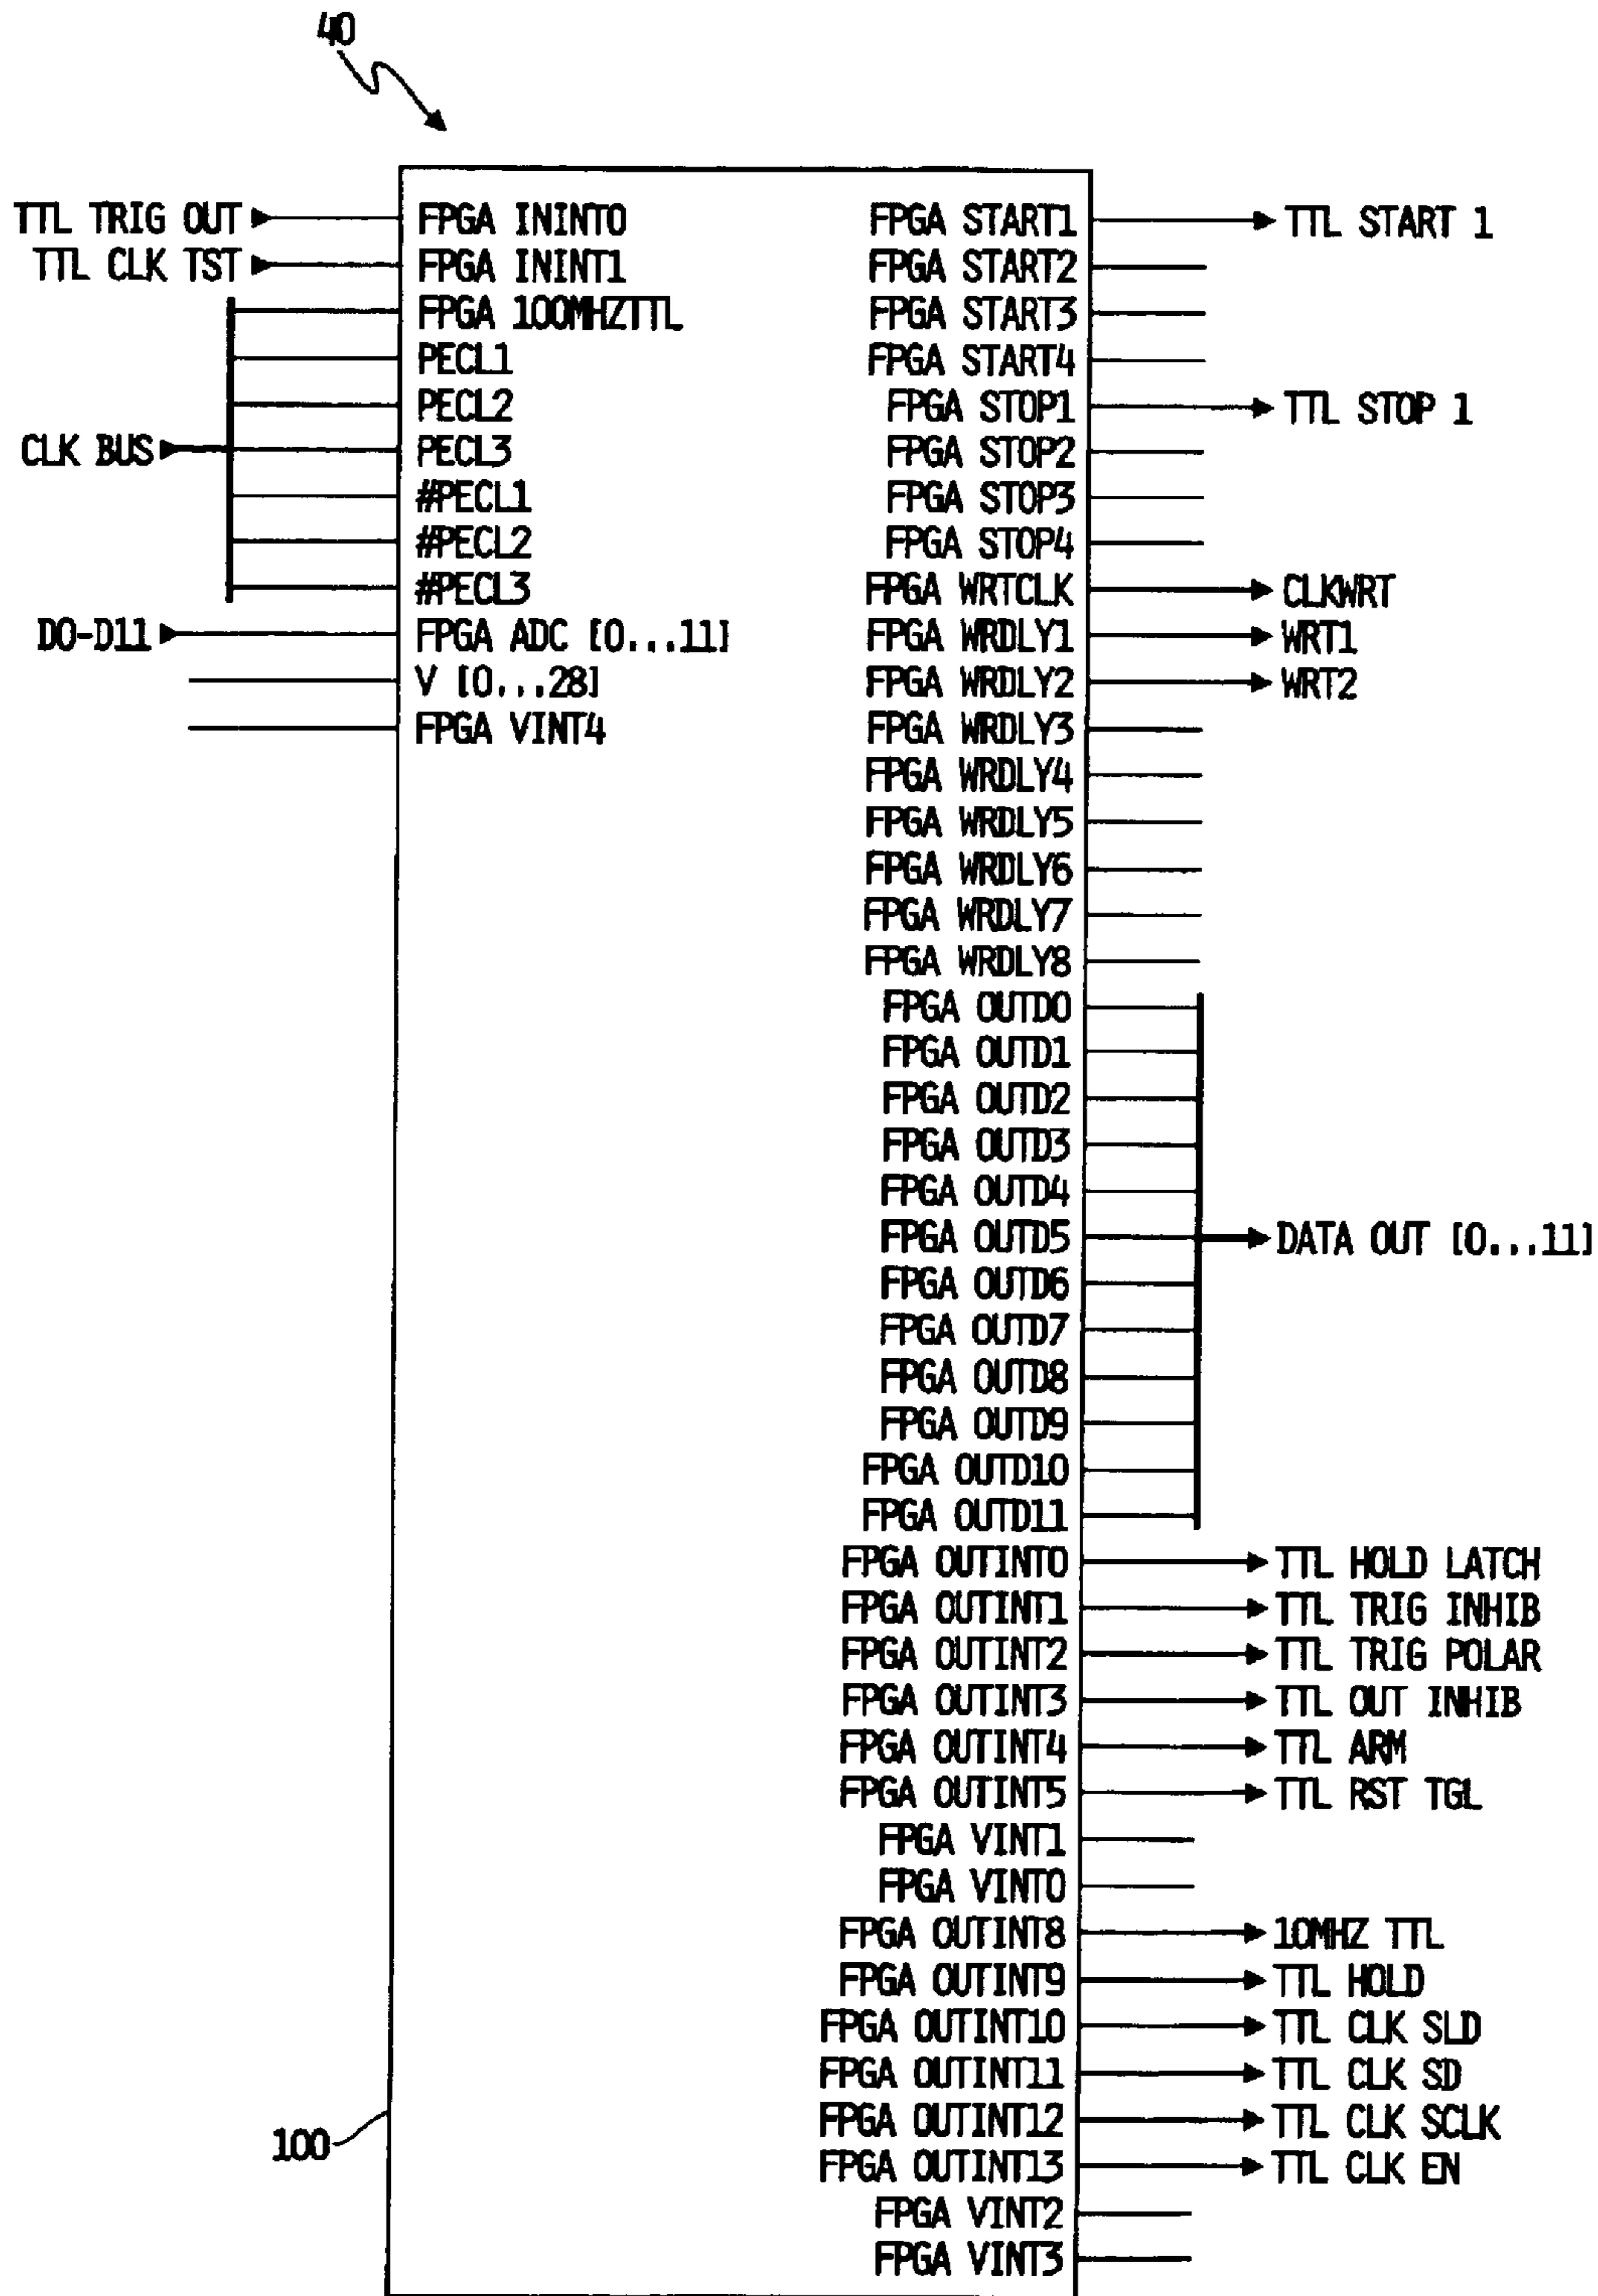 40
TTL TRIG OUT FPGA ININT0 FPGA START1 TTL START 1
TTL CLK TST FPGA ININT1 FPGA START2
FPGA 100MHZTTL FPGA START3
PECL1 FPGA START4
PECL2 FPGA STOP1 TTL STOP 1
CLK BUS PECL3 FPGA STOP2
#PECL1 FPGA STOP3
#PECL2 FPGA STOP4
#PECL3 FPGA WRTCLK CLKWRT
D0-D11 FPGA ADC [0...11] FPGA WRDLY1 WRT1
V [0...28] FPGA WRDLY2 WRT2
FPGA VINT4 FPGA WRDLY3
FPGA WRDLY4
FPGA WRDLY5
FPGA WRDLY6
FPGA WRDLY7
FPGA WRDLY8
FPGA OUTD0
FPGA OUTD1
FPGA OUTD2
FPGA OUTD3
FPGA OUTD4
FPGA OUTD5 DATA OUT [0...11]
FPGA OUTD6
FPGA OUTD7
FPGA OUTD8
FPGA OUTD9
FPGA OUTD10
FPGA OUTD11
FPGA OUTINT0 TTL HOLD LATCH
FPGA OUTINT1 TTL TRIG INHIB
FPGA OUTINT2 TTL TRIG POLAR
FPGA OUTINT3 TTL OUT INHIB
FPGA OUTINT4 TTL ARM
FPGA OUTINT5 TTL RST TGL
FPGA VINT1
FPGA VINT0
FPGA OUTINT8 10MHZ TTL
FPGA OUTINT9 TTL HOLD
FPGA OUTINT10 TTL CLK SLD
FPGA OUTINT11 TTL CLK SD
100 FPGA OUTINT12 TTL CLK SCLK
FPGA OUTINT13 TTL CLK EN
FPGA VINT2
FPGA VINT3